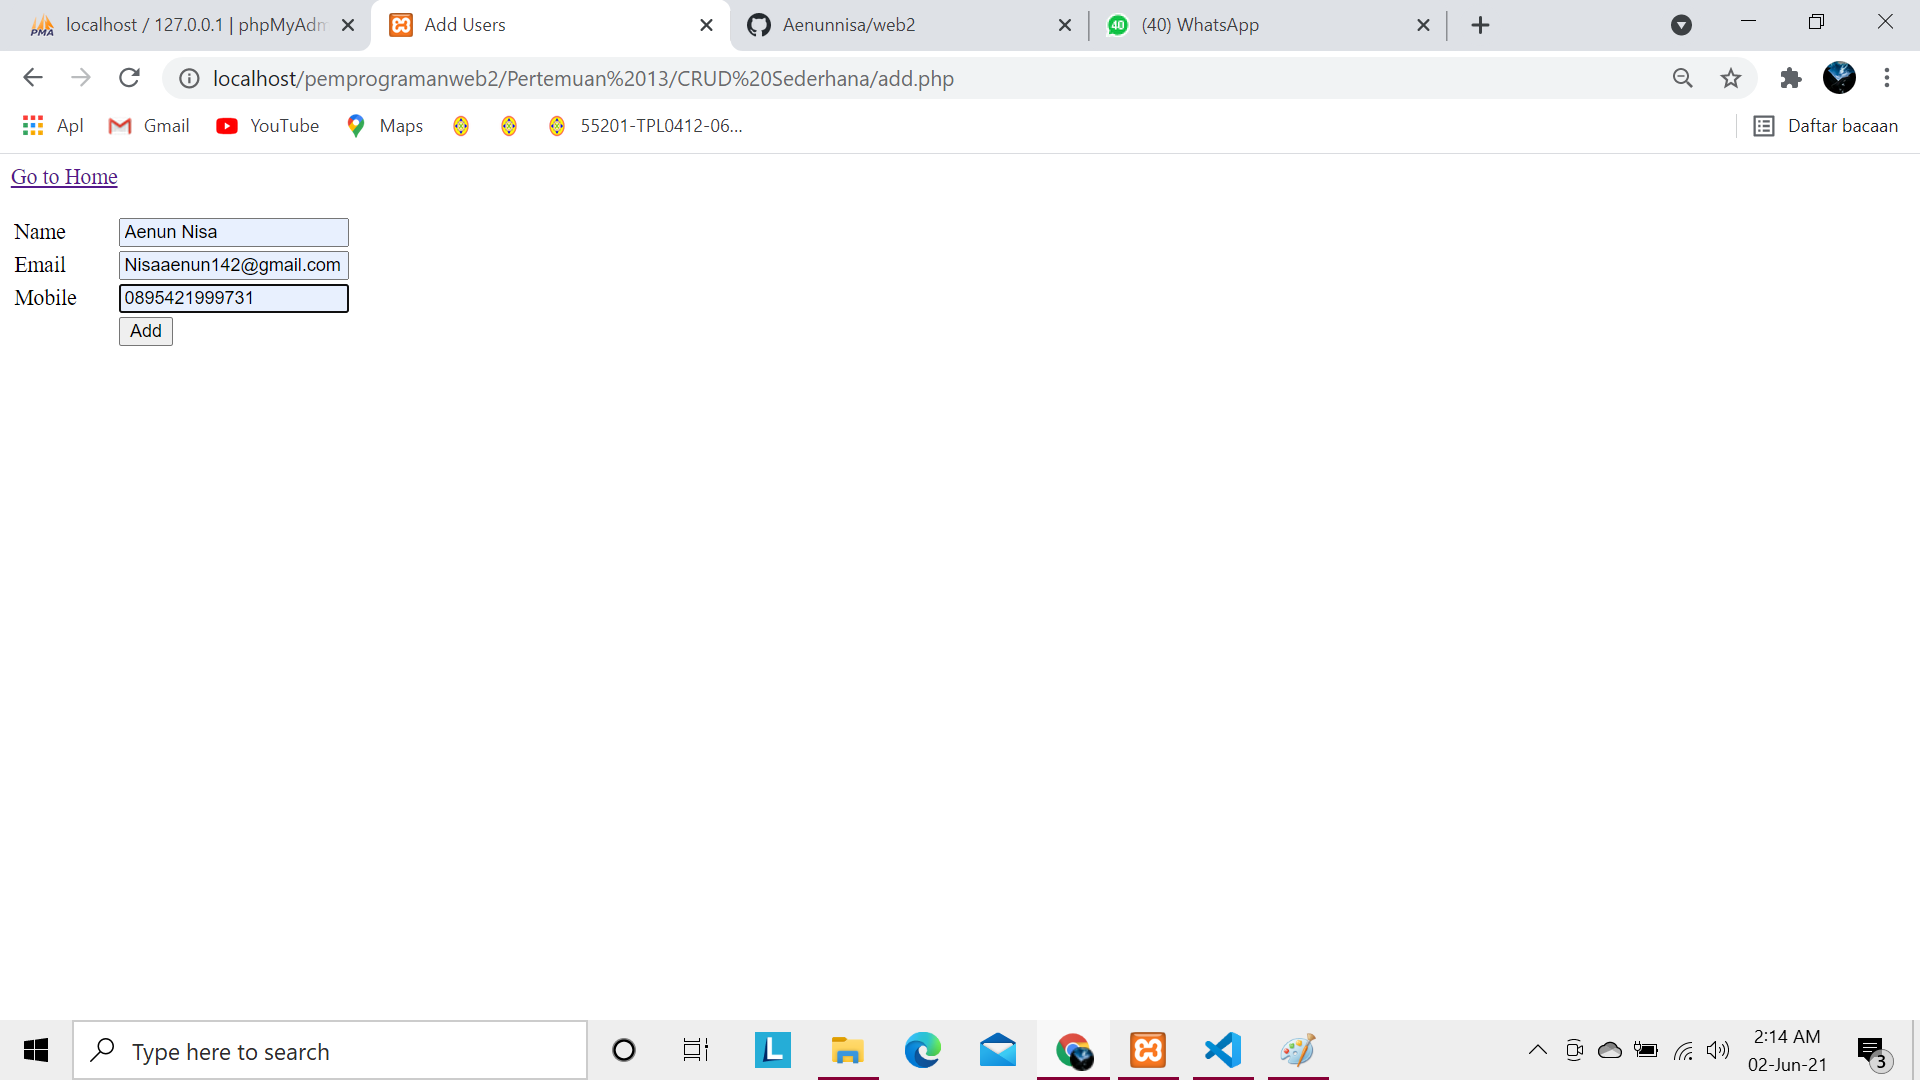 PMA localhost / 127.0.0.1 | phpMyAdm
Add Users
Aenunnisa/web2
40 (40) WhatsApp
localhost/pemprogramanweb2/Pertemuan%2013/CRUD%20Sederhana/add.php
Apl
Gmail
YouTube
Maps
55201-TPL0412-06...
Daftar bacaan
Go to Home
Name Aenun Nisa
Email Nisaaenun142@gmail.com
Mobile 0895421999731
Add
Type here to search
L
2:14 AM
02-Jun-21
3